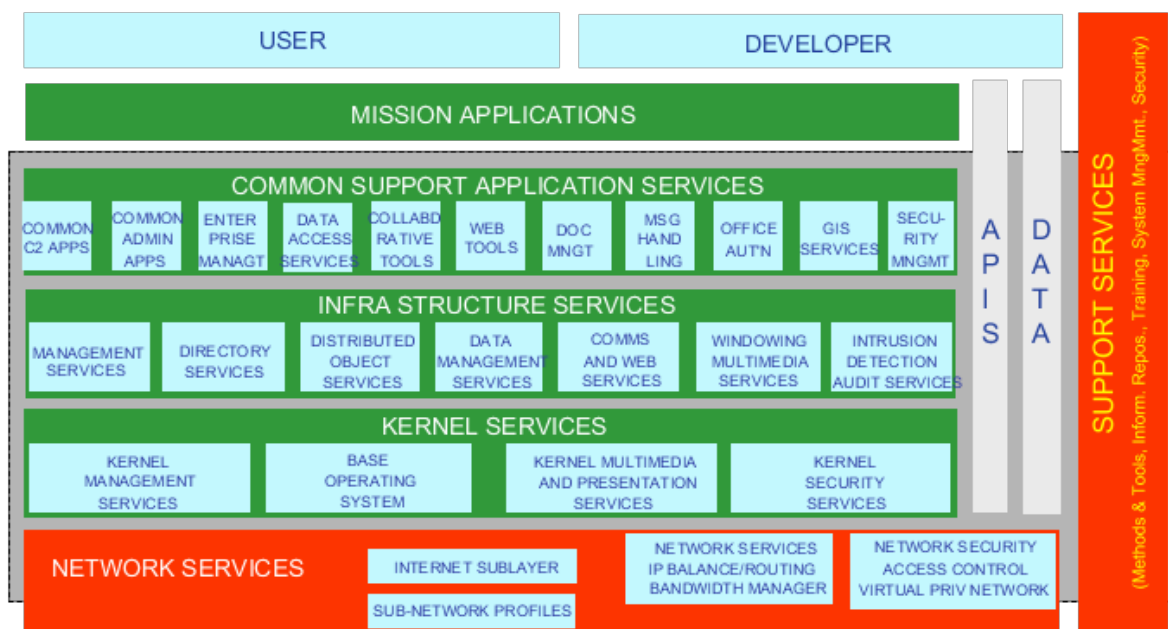 USER
DEVELOPER
MISSION APPLICATIONS
COMMON SUPPORT APPLICATION SERVICES
COMMON
C2 APPS
COMMON
ADMIN
APPS
ENTER
PRISE
MANAGT
DATA
ACCESS
SERVICES
COLLABD
RATIVE
TOOLS
WEB
TOOLS
DOC
MNGT
MSG
HAND
LING
OFFICE
AUT'N
GIS
SERVICES
SECU-
RITY
MNGMT
INFRA STRUCTURE SERVICES
MANAGEMENT
SERVICES
DIRECTORY
SERVICES
DISTRIBUTED
OBJECT
SERVICES
DATA
MANAGEMENT
SERVICES
COMMS
AND WEB
SERVICES
WINDOWING
MULTIMEDIA
SERVICES
INTRUSION
DETECTION
AUDIT SERVICES
KERNEL SERVICES
KERNEL
MANAGEMENT
SERVICES
BASE
OPERATING
SYSTEM
KERNEL MULTIMEDIA
AND PRESENTATION
SERVICES
KERNEL
SECURITY
SERVICES
NETWORK SERVICES
INTERNET SUBLAYER
SUB-NETWORK PROFILES
NETWORK SERVICES
IP BALANCE/ROUTING
BANDWIDTH MANAGER
NETWORK SECURITY
ACCESS CONTROL
VIRTUAL PRIV NETWORK
A
P
I
S
D
A
T
A
SUPPORT SERVICES
(Methods & Tools, Inform. Repos., Training, System MngMmt., Security)